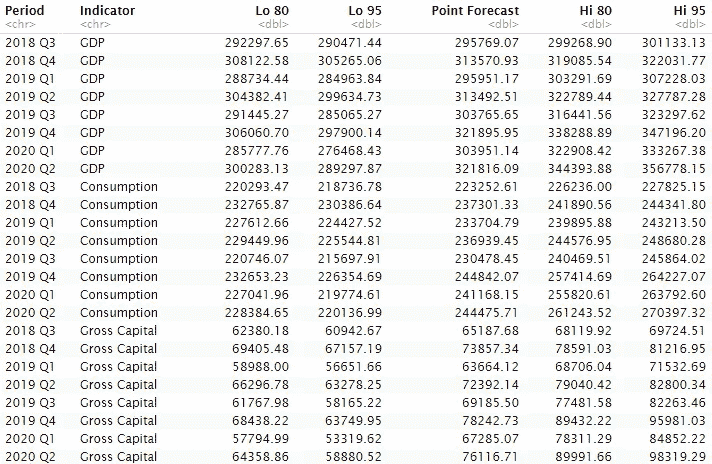 Period Indicator Lo 80 Lo 95 Point Forecast Hi 80 Hi 95
<chr> <chr> <dbl> <dbl> <dbl> <dbl> <dbl>
2018 Q3 GDP 292297.65 290471.44 295769.07 299268.90 301133.13
2018 Q4 GDP 308122.58 305265.06 313570.93 319085.54 322031.77
2019 Q1 GDP 288734.44 284963.84 295951.17 303291.69 307228.03
2019 Q2 GDP 304382.41 299634.73 313492.51 322789.44 327787.28
2019 Q3 GDP 291445.27 285065.27 303765.65 316441.56 323297.62
2019 Q4 GDP 306060.70 297900.14 321895.95 338288.89 347196.20
2020 Q1 GDP 285777.76 276468.43 303951.14 322908.42 333267.38
2020 Q2 GDP 300283.13 289297.87 321816.09 344393.88 356778.15
2018 Q3 Consumption 220293.47 218736.78 223252.61 226236.00 227825.15
2018 Q4 Consumption 232765.87 230386.64 237301.33 241890.56 244341.80
2019 Q1 Consumption 227612.66 224427.52 233704.79 239895.88 243213.50
2019 Q2 Consumption 229449.96 225544.81 236939.45 244576.95 248680.28
2019 Q3 Consumption 220746.07 215697.91 230478.45 240469.51 245864.02
2019 Q4 Consumption 232653.23 226354.69 244842.07 257414.69 264227.07
2020 Q1 Consumption 227041.96 219774.61 241168.15 255820.61 263792.60
2020 Q2 Consumption 228384.65 220136.99 244475.71 261243.52 270397.32
2018 Q3 Gross Capital 62380.18 60942.67 65187.68 68119.92 69724.51
2018 Q4 Gross Capital 69405.48 67157.19 73857.34 78591.03 81216.95
2019 Q1 Gross Capital 58988.00 56651.66 63664.12 68706.04 71532.69
2019 Q2 Gross Capital 66296.78 63278.25 72392.14 79040.42 82800.34
2019 Q3 Gross Capital 61767.98 58165.22 69185.50 77481.58 82263.46
2019 Q4 Gross Capital 68438.22 63749.95 78242.73 89432.22 95981.03
2020 Q1 Gross Capital 57794.99 53319.62 67285.07 78311.29 84852.22
2020 Q2 Gross Capital 64358.86 58880.52 76116.71 89991.66 98319.29